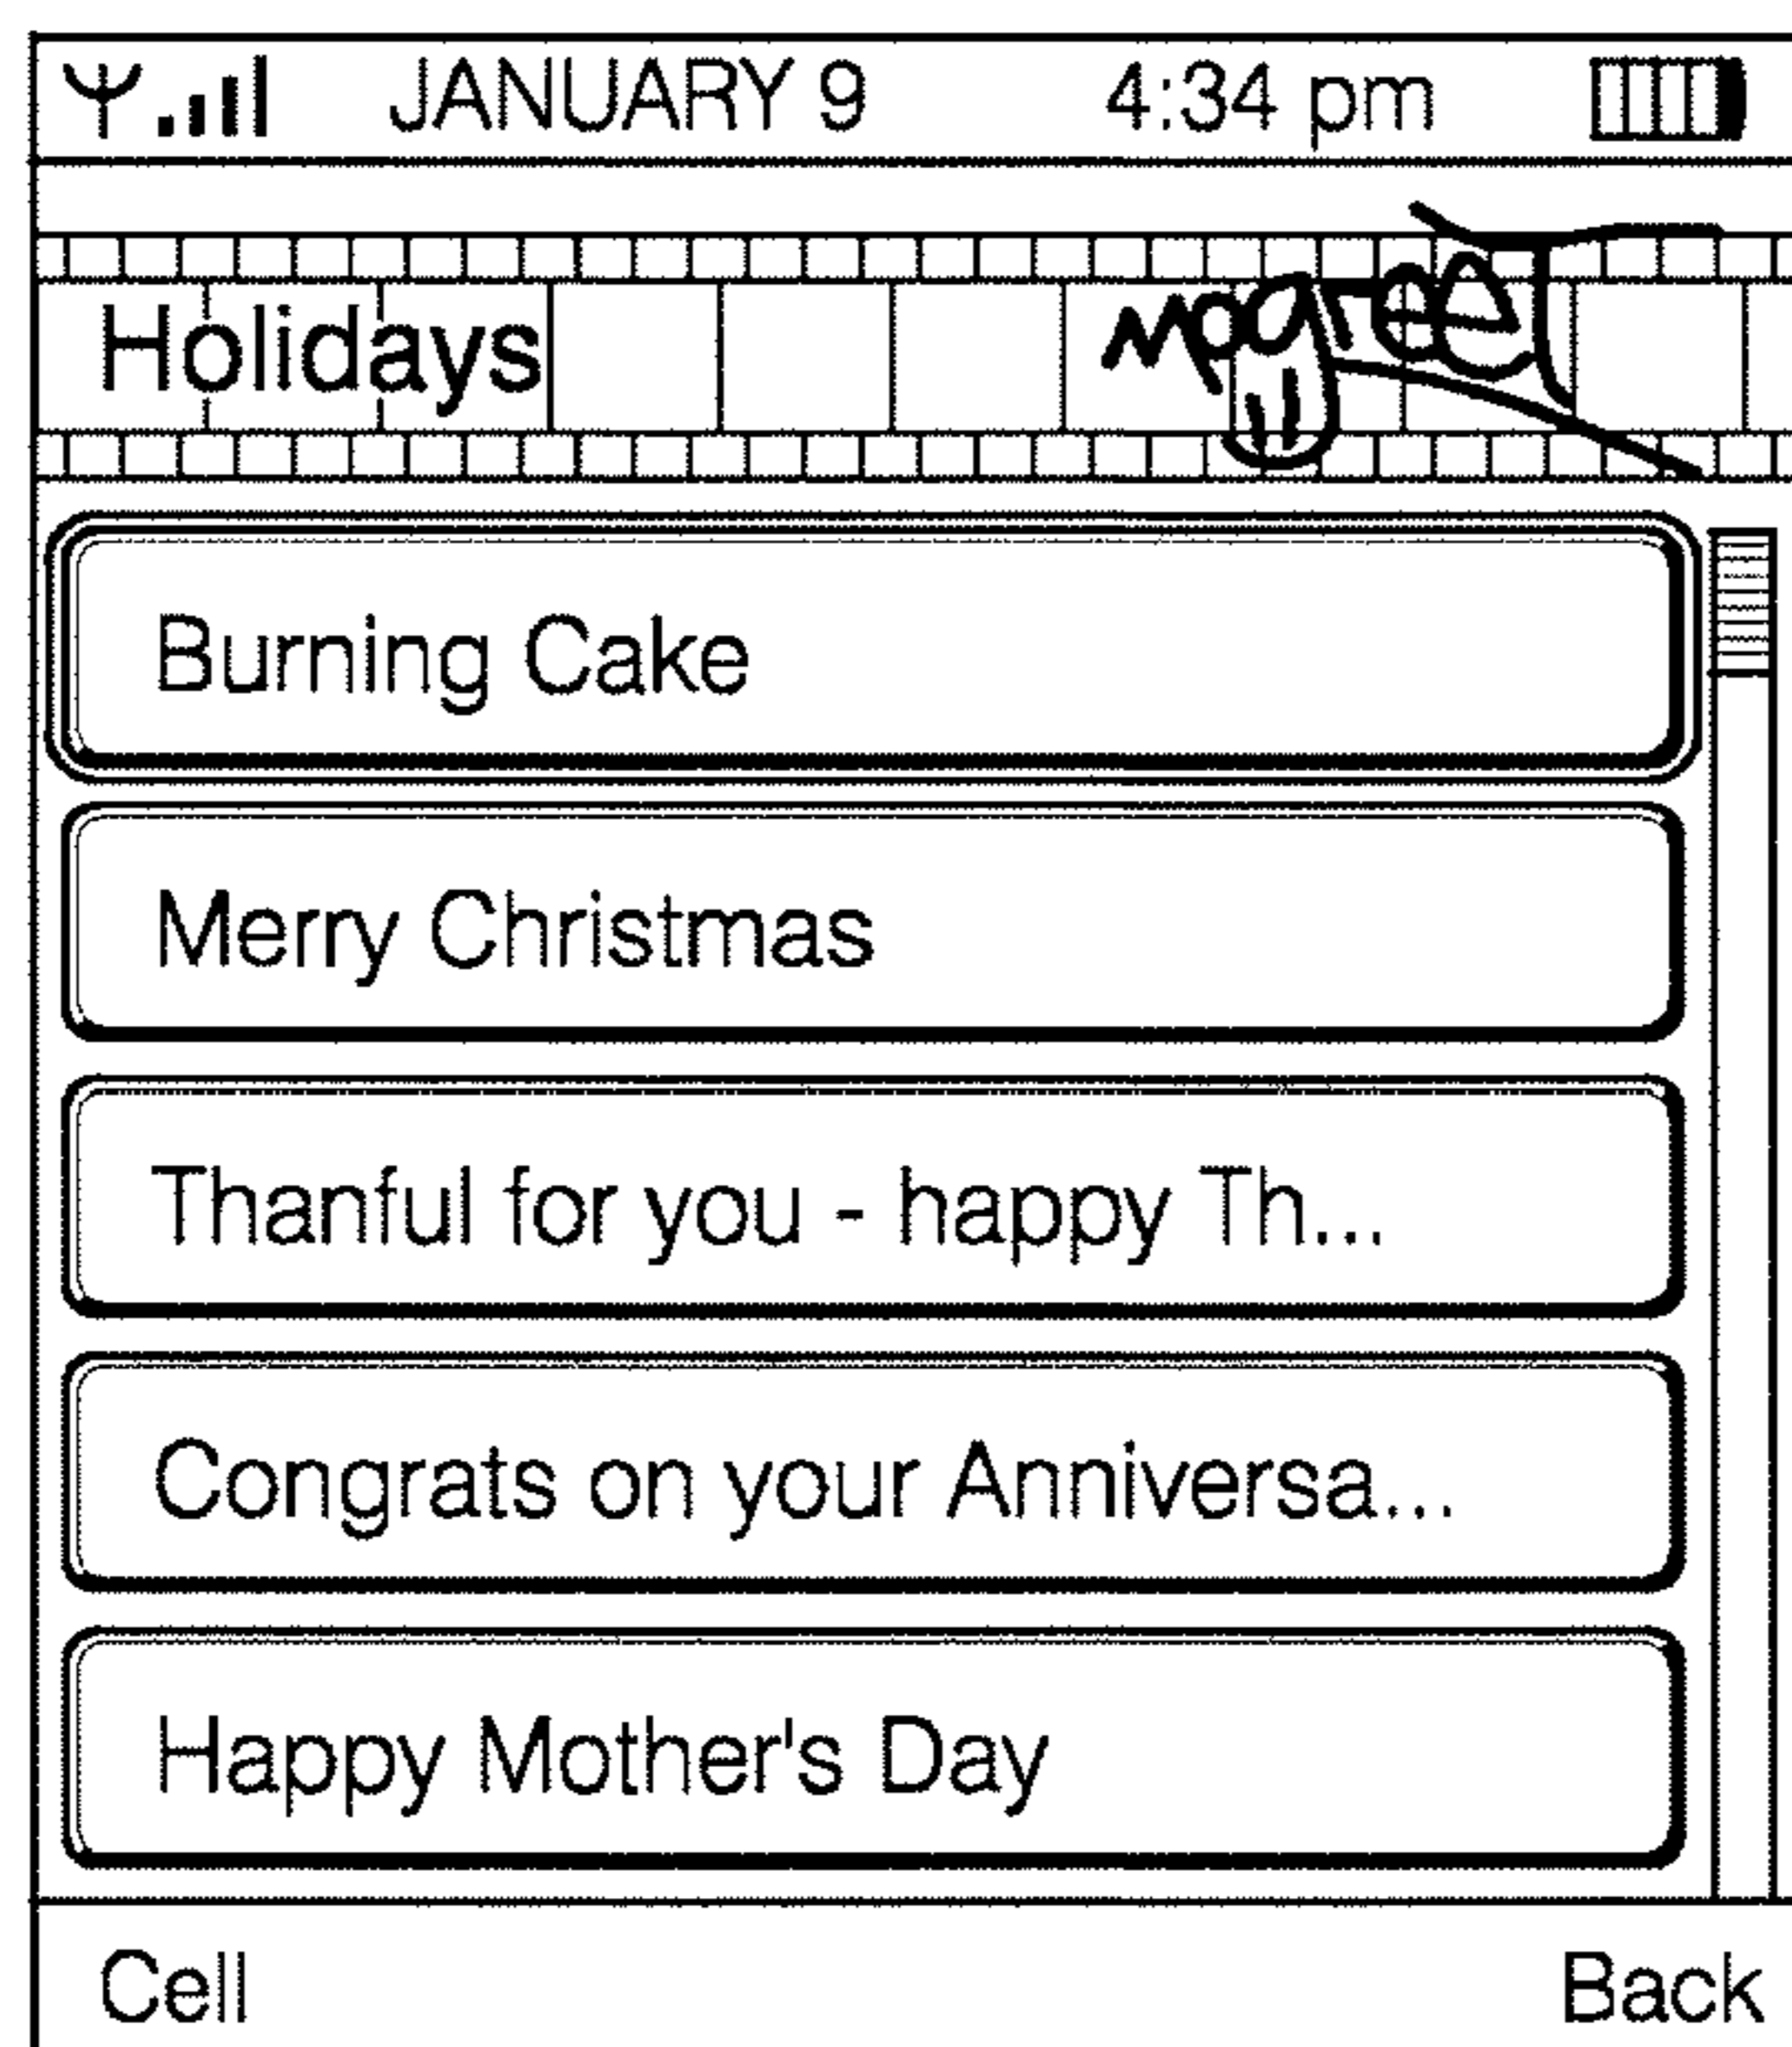 JANUARY 9 4:34 pm
Holidays
Burning Cake
Merry Christmas
Thanful for you - happy Th...
Congrats on your Anniversa...
Happy Mother's Day
Cell Back